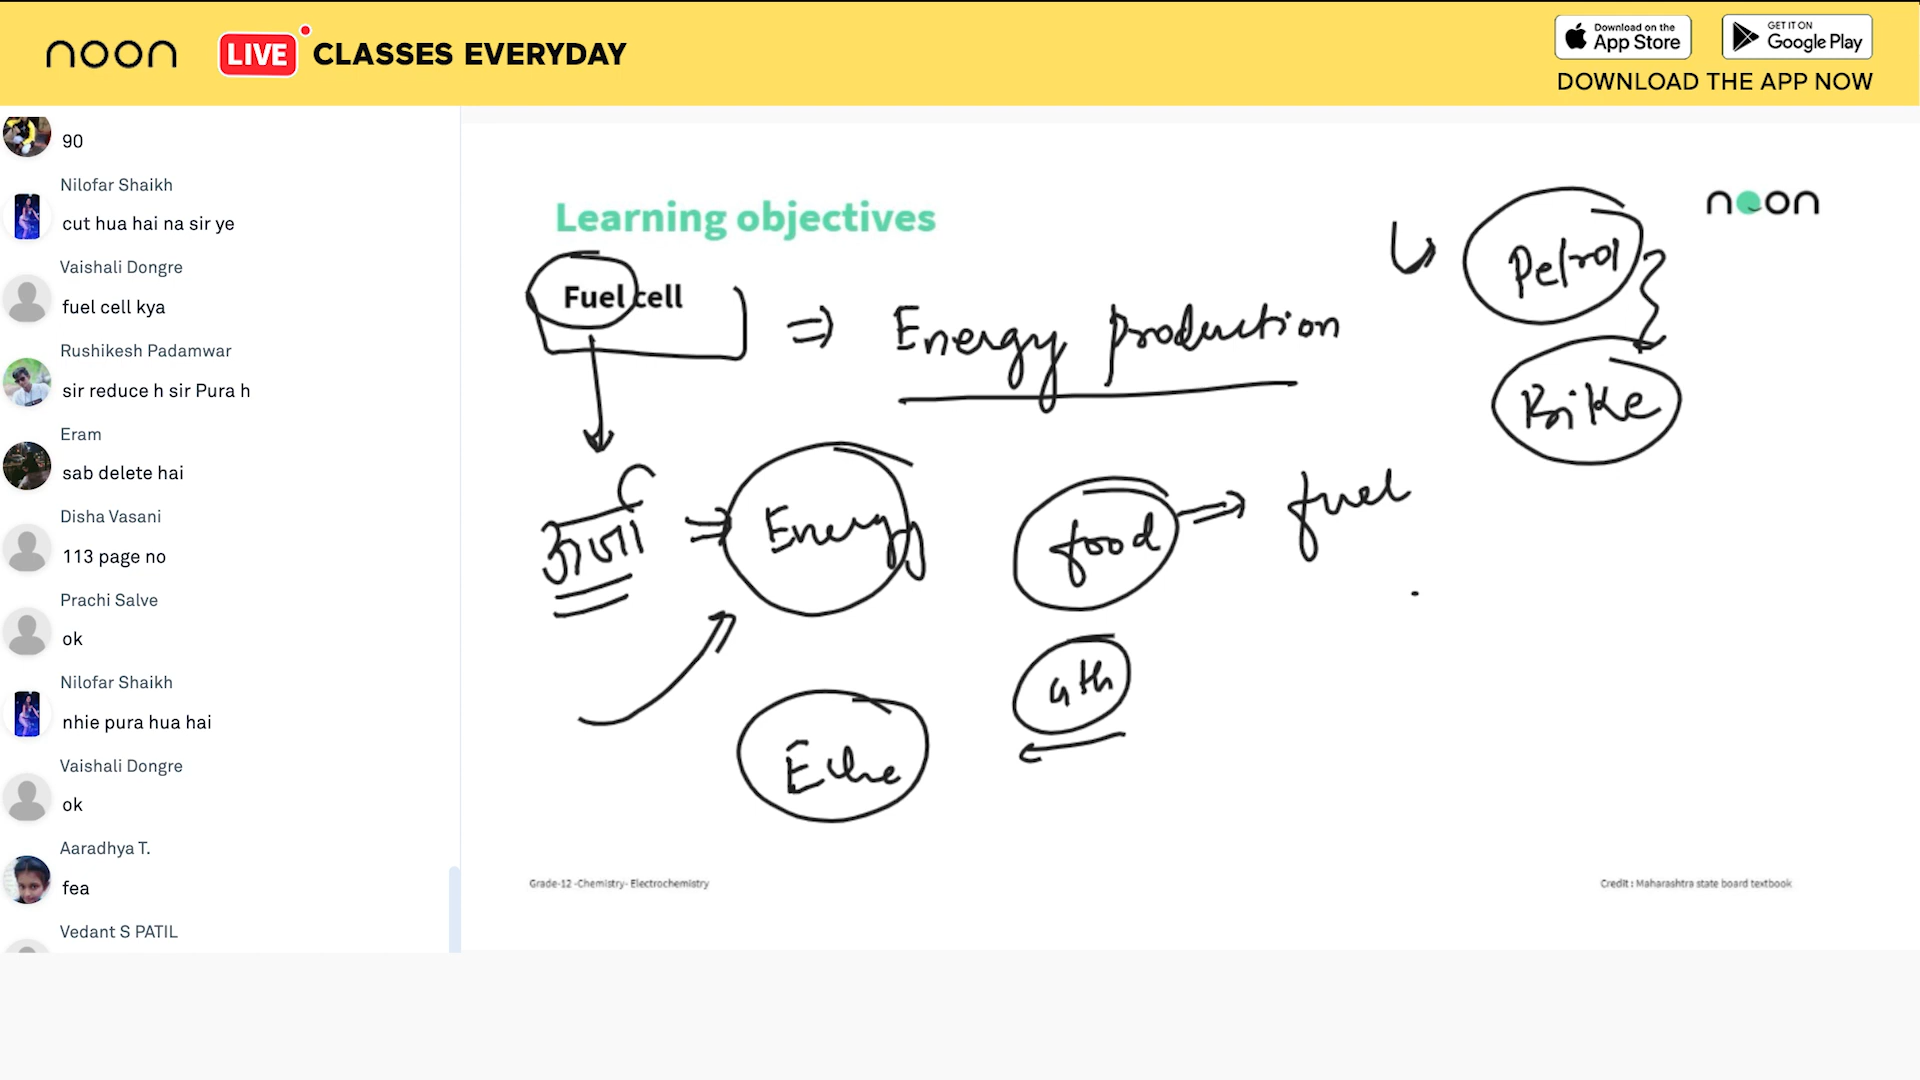 noon LIVE CLASSES EVERYDAY
Download on the App Store
GET IT ON Google Play
DOWNLOAD THE APP NOW
90
Nilofar Shaikh
cut hua hai na sir ye
Vaishali Dongre
fuel cell kya
Rushikesh Padamwar
sir reduce h sir Pura h
Eram
sab delete hai
Disha Vasani
113 page no
Prachi Salve
ok
Nilofar Shaikh
nhie pura hua hai
Vaishali Dongre
ok
Aaradhya T.
fea
Vedant S PATIL
noon
Learning objectives
Fuel cell ⇒ Energy production
Petrol
Bike
ऊर्जा ⇒ Energy
food ⇒ fuel
4th
Grade-12 -Chemistry- Electrochemistry
Credit : Maharashtra state board textbook